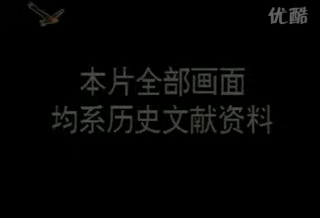 优酷
本片全部画面
均系历史文献资料